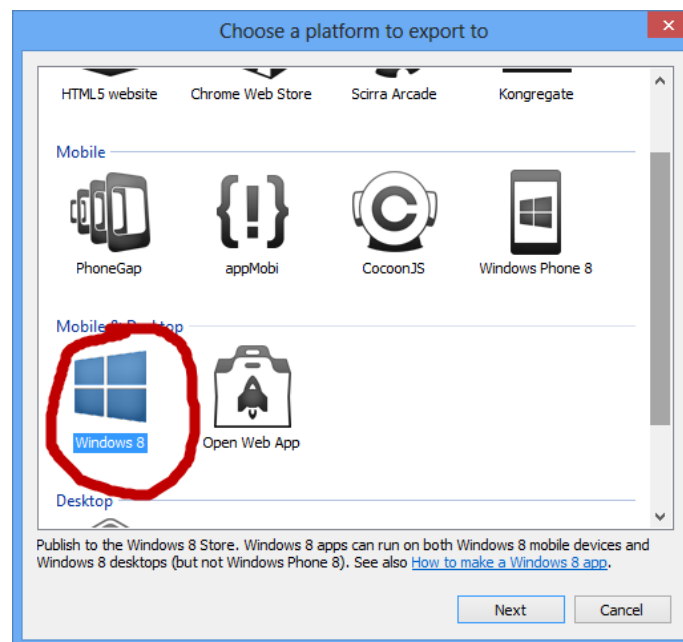 Choose a platform to export to
HTML5 website Chrome Web Store Scirra Arcade Kongregate
Mobile
PhoneGap appMobi CocoonJS Windows Phone 8
Mobile & Desktop
Windows 8 Open Web App
Desktop
Publish to the Windows 8 Store. Windows 8 apps can run on both Windows 8 mobile devices and
Windows 8 desktops (but not Windows Phone 8). See also How to make a Windows 8 app.
Next Cancel